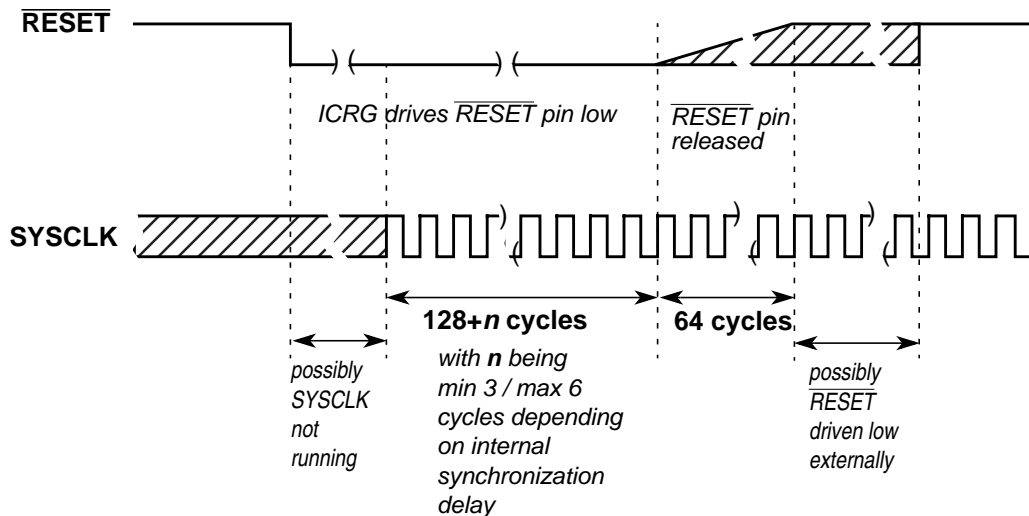 RESET
ICRG drives RESET pin low
RESET pin
released
SYSCLK
128+n cycles
with n being
min 3 / max 6
cycles depending
on internal
synchronization
delay
64 cycles
possibly
SYSCLK
not
running
possibly
RESET
driven low
externally